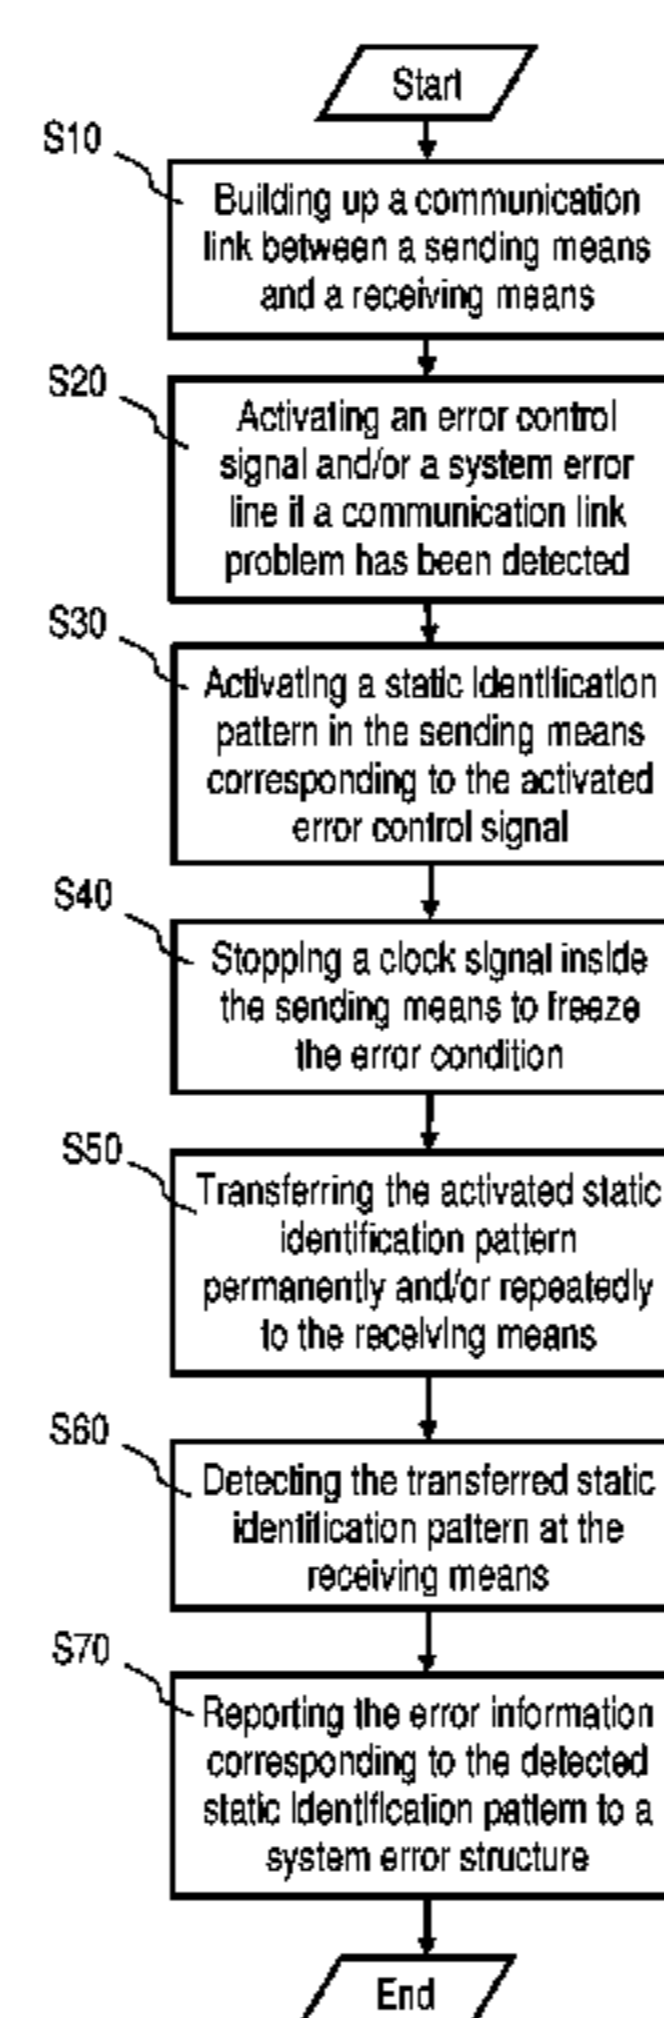 Start
S10
Building up a communication
link between a sending means
and a receiving means
S20
Activating an error control
signal and/or a system error
line if a communication link
problem has been detected
S30
Activating a static identification
pattern in the sending means
corresponding to the activated
error control signal
S40
Stopping a clock signal inside
the sending means to freeze
the error condition
S50
Transferring the activated static
identification pattern
permanently and/or repeatedly
to the receiving means
S60
Detecting the transferred static
identification pattern at the
receiving means
S70
Reporting the error information
corresponding to the detected
static identification pattern to a
system error structure
End